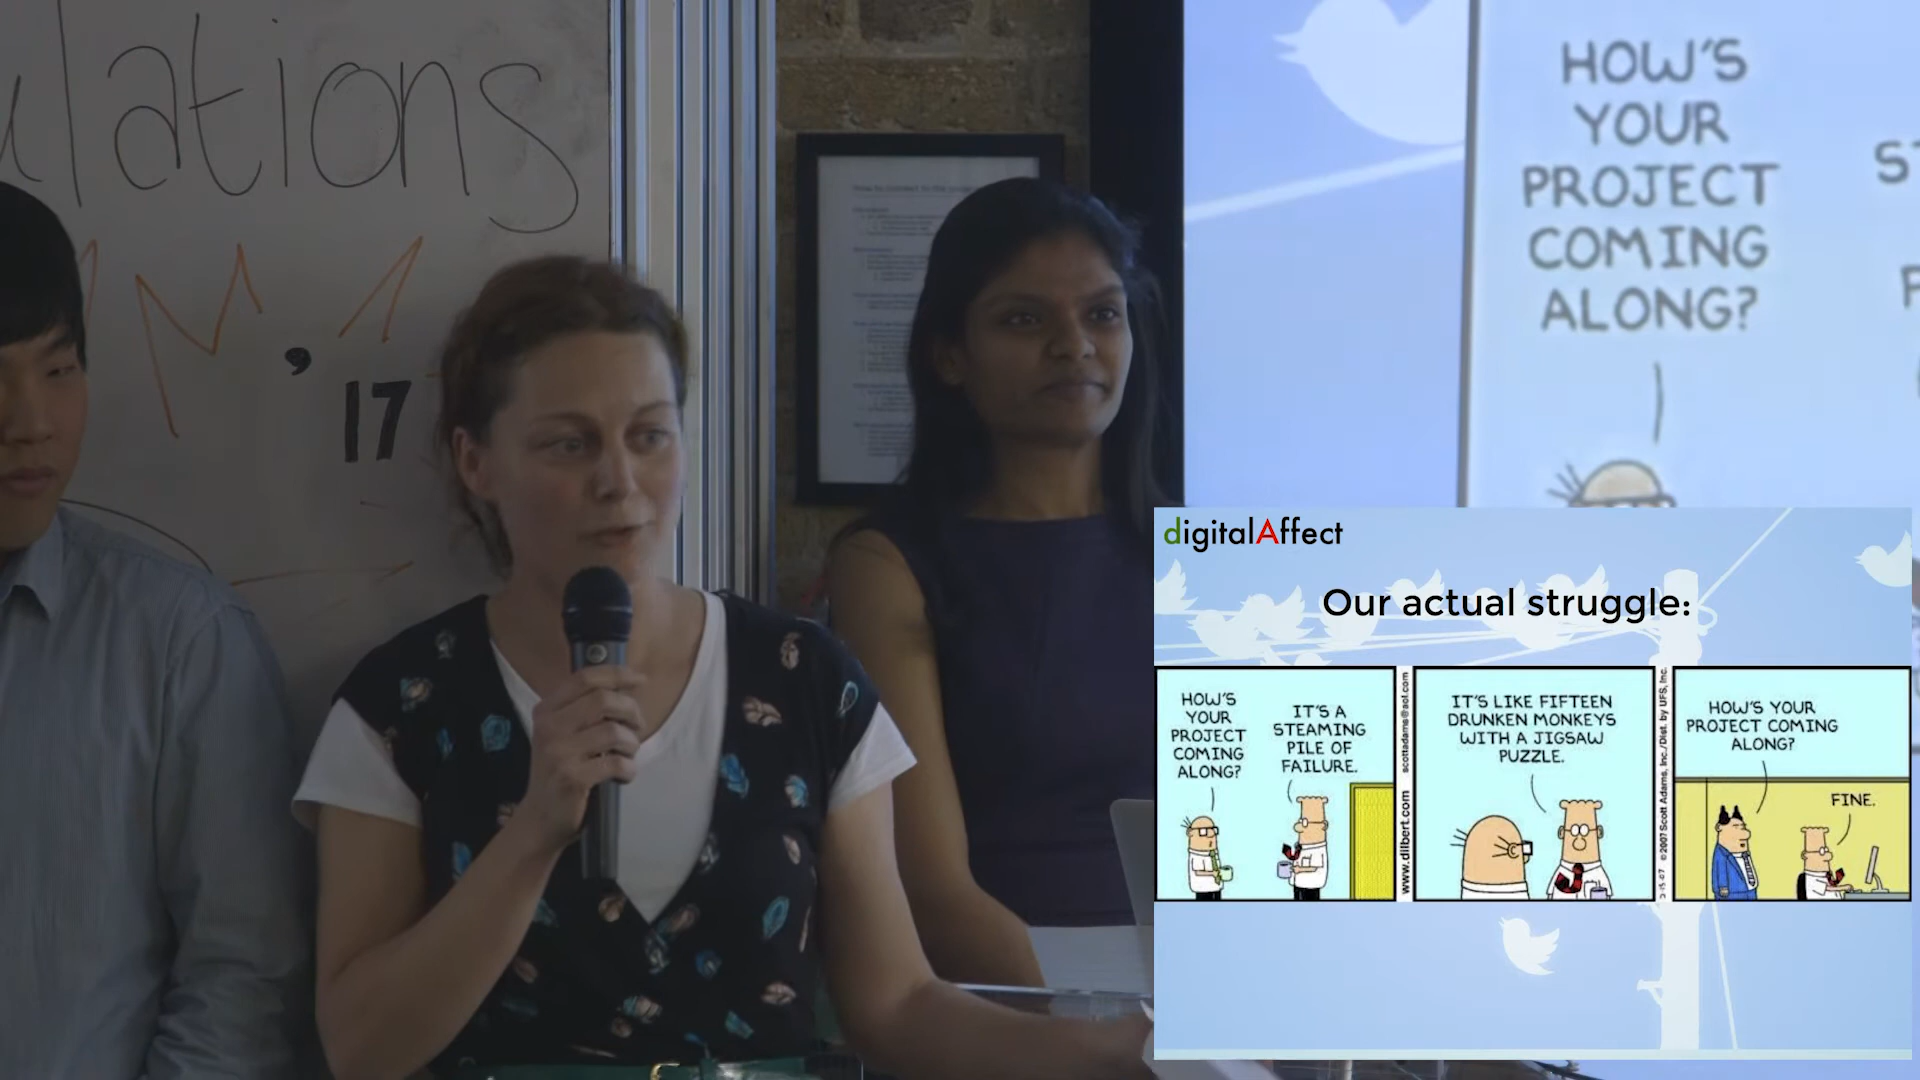 ulations
'17
HOW'S
YOUR
PROJECT
COMING
ALONG?
ST
digitalAffect
Our actual struggle:
HOW'S
YOUR
PROJECT
COMING
ALONG?
IT'S A
STEAMING
PILE OF
FAILURE.
www.dilbert.com scottadams@aol.com
IT'S LIKE FIFTEEN
DRUNKEN MONKEYS
WITH A JIGSAW
PUZZLE.
©2007 Scott Adams, Inc./Dist. by UFS, Inc.
HOW'S YOUR
PROJECT COMING
ALONG?
FINE.